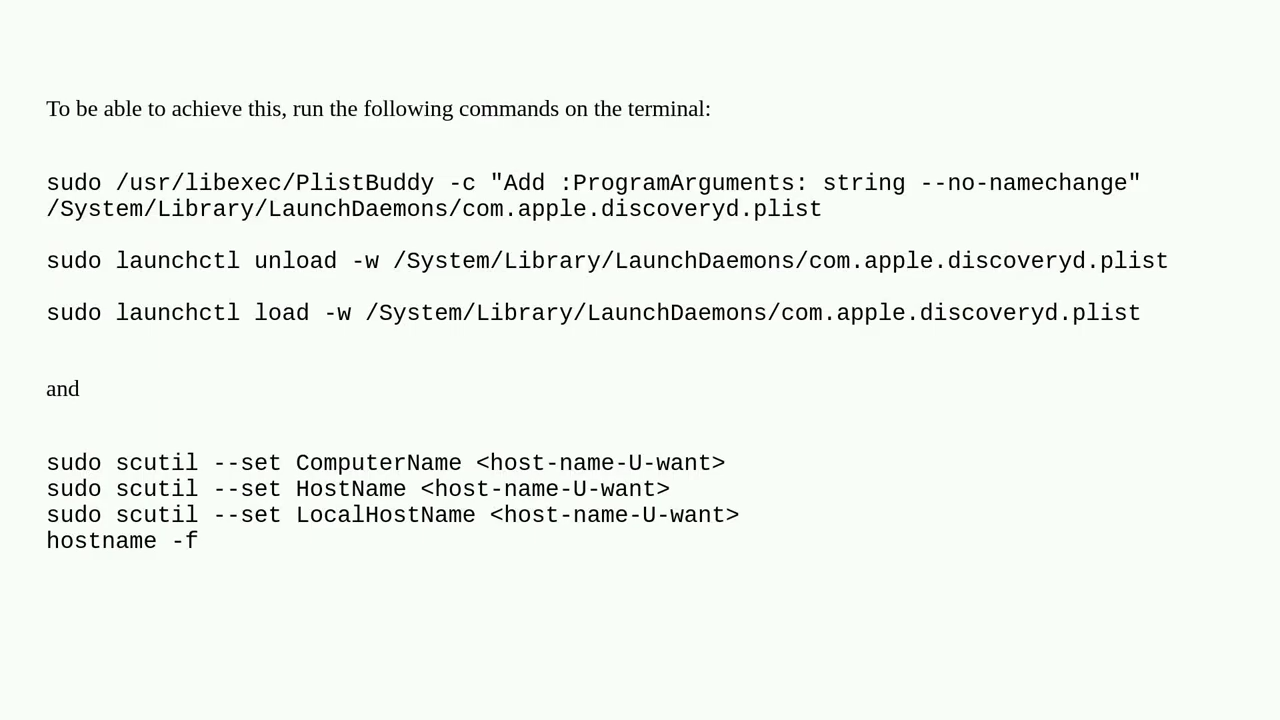 To be able to achieve this, run the following commands on the terminal:
sudo /usr/libexec/PlistBuddy -c "Add :ProgramArguments: string --no-namechange"
/System/Library/LaunchDaemons/com.apple.discoveryd.plist
sudo launchctl unload -w /System/Library/LaunchDaemons/com.apple.discoveryd.plist
sudo launchctl load -w /System/Library/LaunchDaemons/com.apple.discoveryd.plist
and
sudo scutil --set ComputerName <host-name-U-want>
sudo scutil --set HostName <host-name-U-want>
sudo scutil --set LocalHostName <host-name-U-want>
hostname -f